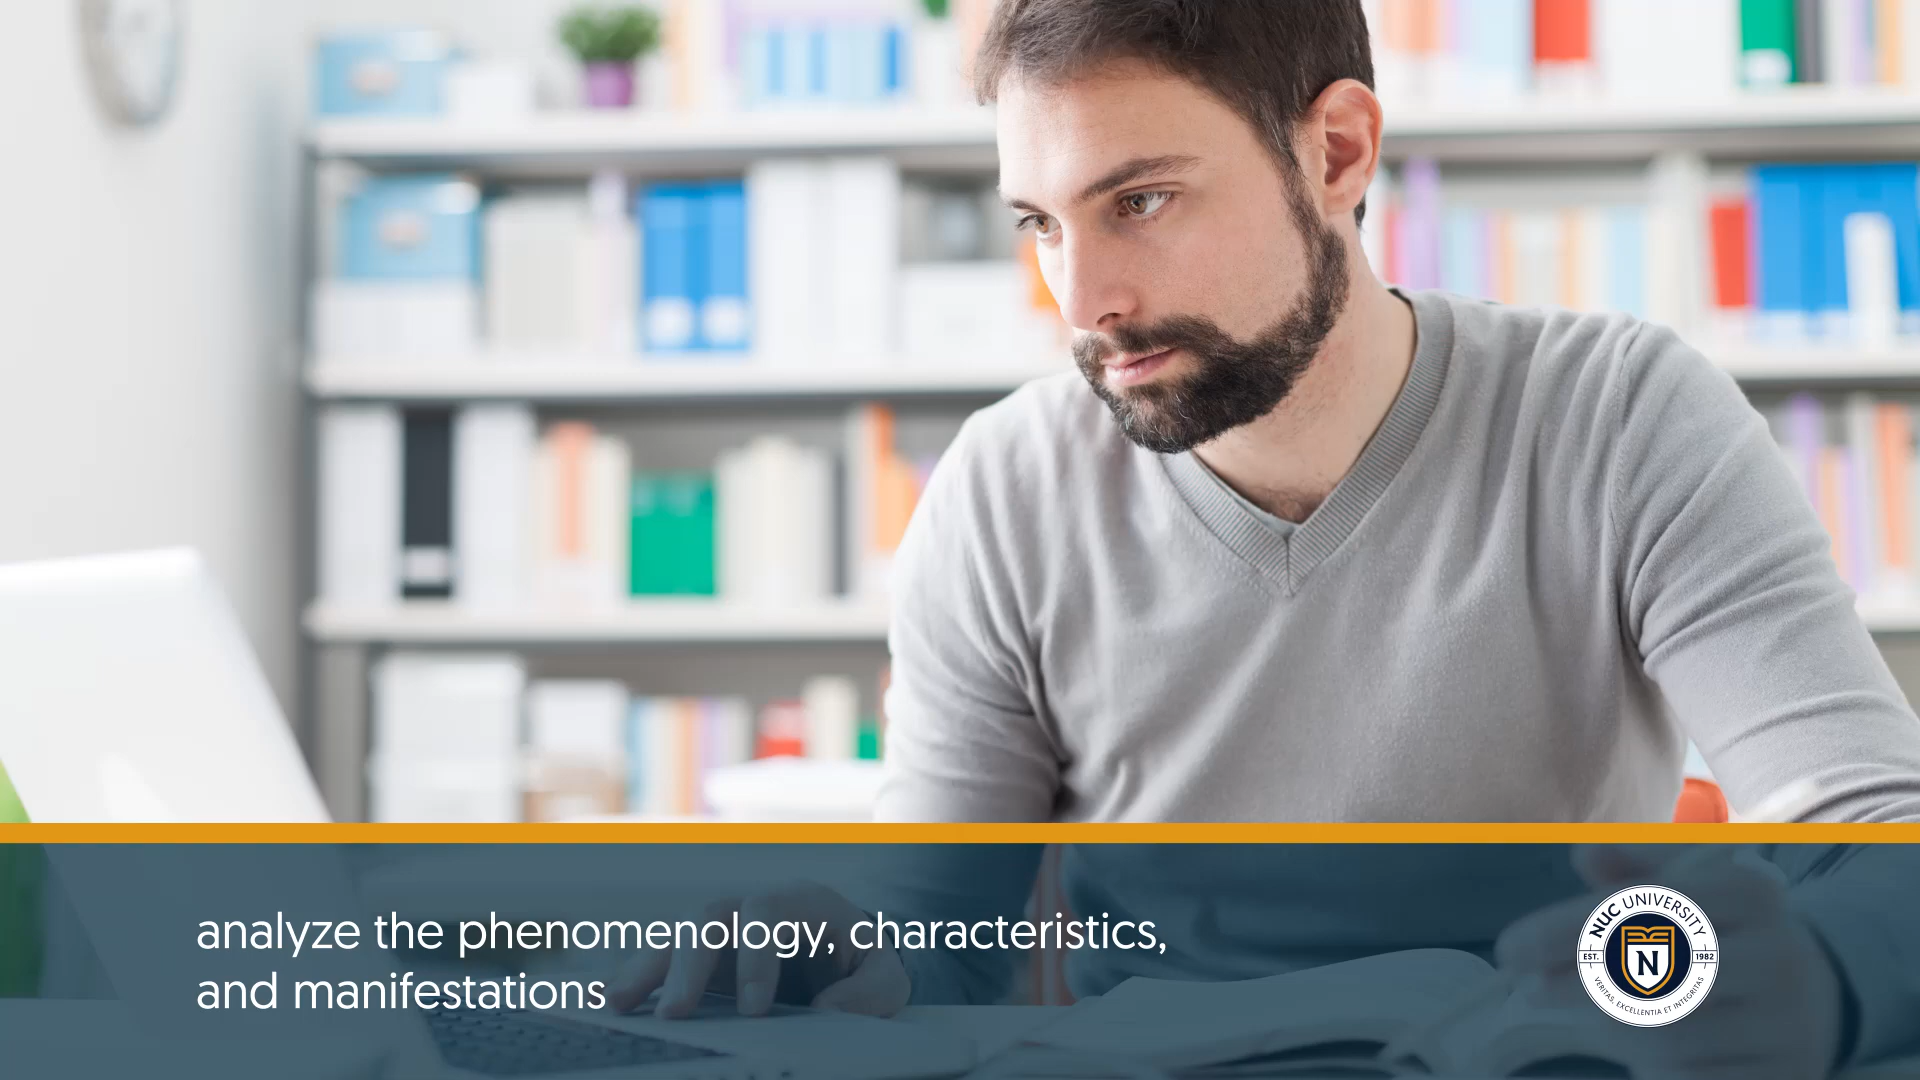 analyze the phenomenology, characteristics,
and manifestations
NUC UNIVERSITY
EST. 1982
N
VERITAS, EXCELLENTIA ET INTEGRITAS